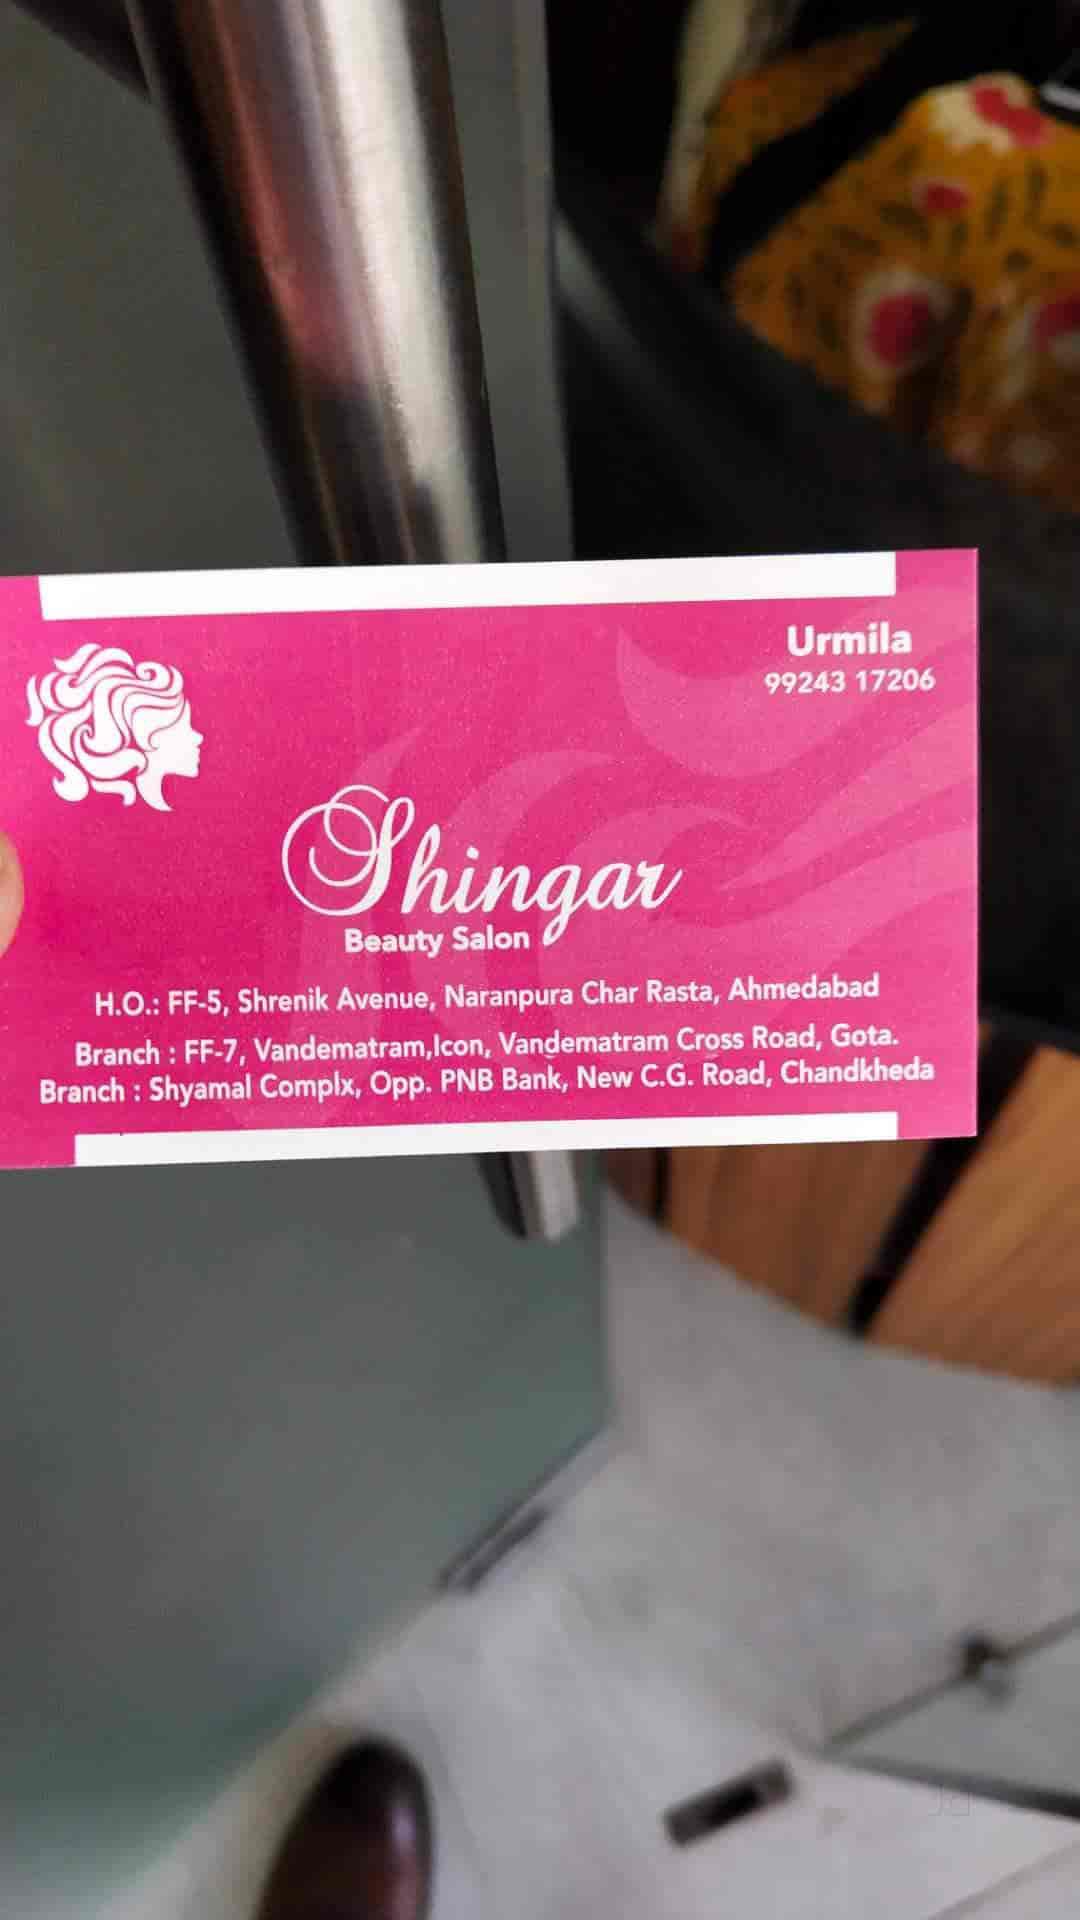 Urmila
99243 17206
Shingar
Beauty Salon
H.O.: FF-5, Shrenik Avenue, Naranpura Char Rasta, Ahmedabad
Branch : FF-7, Vandematram,Icon, Vandematram Cross Road, Gota.
Branch : Shyamal Complx, Opp. PNB Bank, New C.G. Road, Chandkheda
Jd